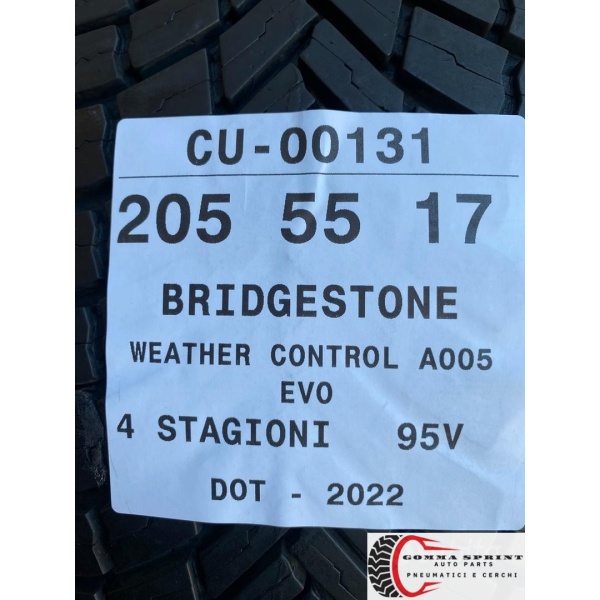 CU-00131
205 55 17
BRIDGESTONE
WEATHER CONTROL A005
EVO
4 STAGIONI 95V
DOT - 2022
GOMMA SPRINT
AUTO PARTS
PNEUMATICI E CERCHI